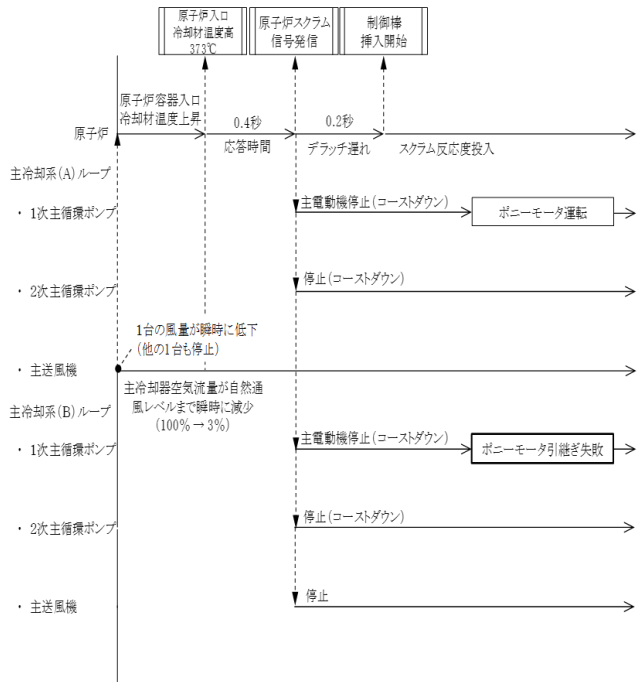 原子炉入口
冷却材温度高
373℃
原子炉スクラム
信号発信
制御棒
挿入開始
原子炉容器入口
冷却材温度上昇
0.4秒
0.2秒
原子炉
応答時間
デラッチ遅れ
スクラム反応度投入
主冷却系(A)ループ
主電動機停止(コーストダウン)
・ 1次主循環ポンプ
ポニーモータ運転
停止(コーストダウン)
・ 2次主循環ポンプ
1台の風量が瞬時に低下
(他の1台も停止)
・ 主送風機
主冷却器空気流量が自然通
風レベルまで瞬時に減少
(100%→3%)
主冷却系(B)ループ
主電動機停止(コーストダウン)
・ 1次主循環ポンプ
ポニーモータ引継ぎ失敗
停止(コーストダウン)
・ 2次主循環ポンプ
停止
・ 主送風機